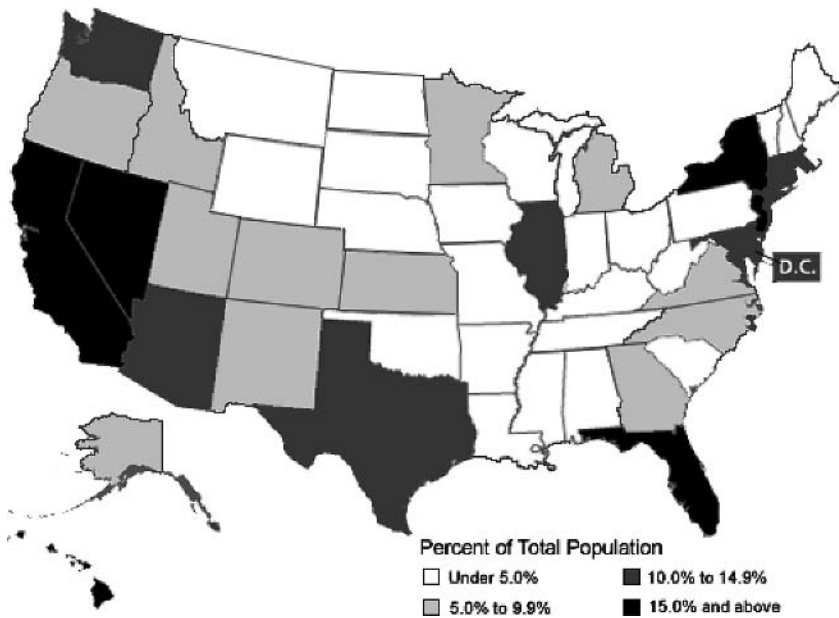 D.C.
Percent of Total Population
Under 5.0%
10.0% to 14.9%
5.0% to 9.9%
15.0% and above